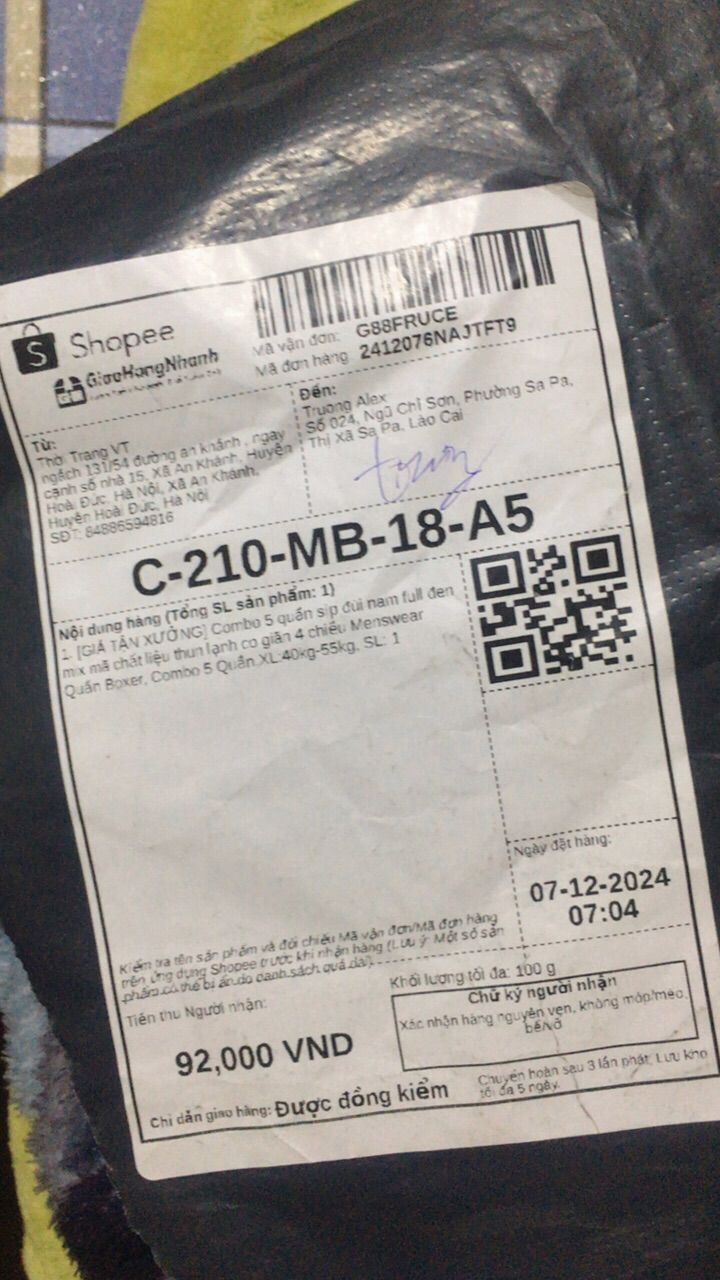 Shopee
GiaoHangNhanh
Mã vận đơn: G88FRUCE
Mã đơn hàng: 2412076NAJTFT9
Từ:
Thời Trang VT
ngách 131/54 đường an khánh , ngay
cạnh số nhà 15, Xã An Khánh, Huyện
Hoài Đức, Hà Nội, Xã An Khánh,
Huyện Hoài Đức, Hà Nội
SĐT: 84886594816
Đến:
Truong Alex
Số 024, Ngũ Chỉ Sơn, Phường Sa Pa,
Thị Xã Sa Pa, Lào Cai
C-210-MB-18-A5
Nội dung hàng (Tổng SL sản phẩm: 1)
1. [GIÁ TẬN XƯỞNG] Combo 5 quần sịp đùi nam full đen
mix mã chất liệu thun lạnh co giãn 4 chiều Menswear
Quần Boxer, Combo 5 Quần,XL:40kg-55kg, SL: 1
Ngày đặt hàng:
07-12-2024
07:04
Kiểm tra tên sản phẩm và đối chiếu Mã vận đơn/Mã đơn hàng
trên ứng dụng Shopee trước khi nhận hàng (Lưu ý: Một số sản
phẩm có thể bị ẩn do danh sách quá dài).
Tiền thu Người nhận:
92,000 VND
Khối lượng tối đa: 100 g
Chữ ký người nhận
Xác nhận hàng nguyên vẹn, không móp/méo,
bể/vỡ
Chỉ dẫn giao hàng: Được đồng kiểm
Chuyển hoàn sau 3 lần phát; Lưu kho
tối đa 5 ngày.